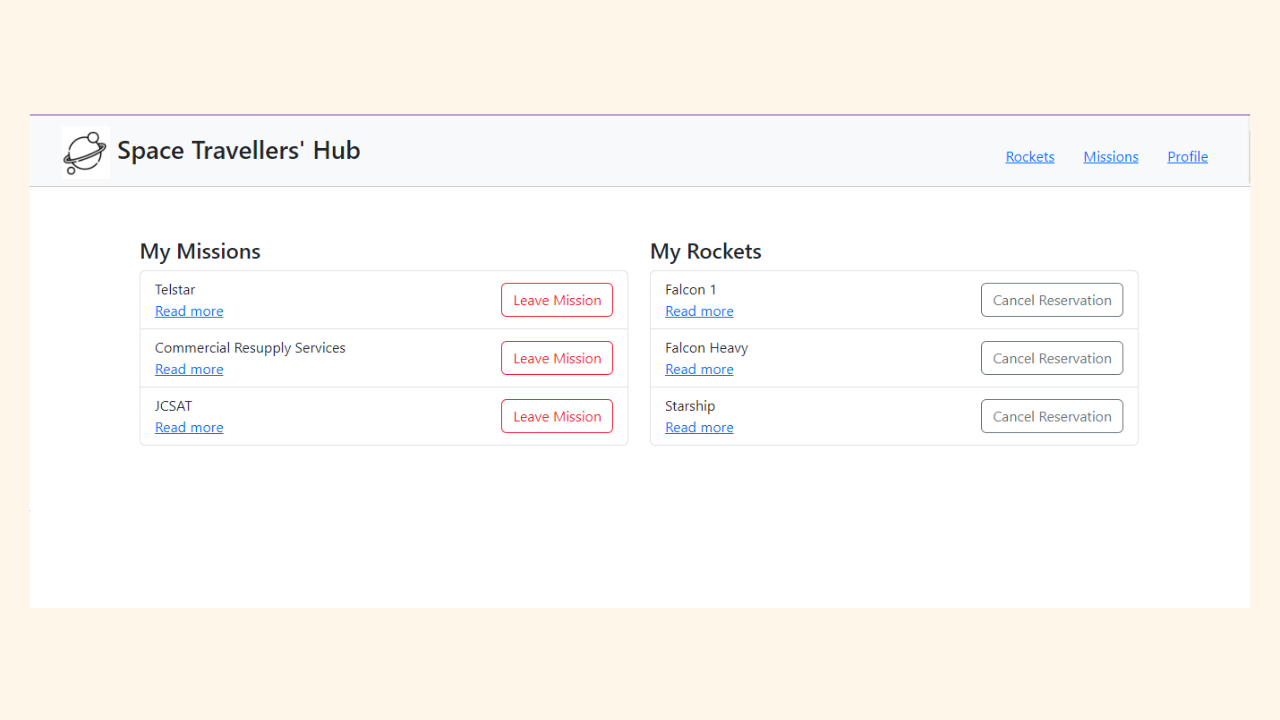 Space Travellers' Hub
Rockets Missions Profile
My Missions
Telstar
Read more
Leave Mission
Commercial Resupply Services
Read more
Leave Mission
JCSAT
Read more
Leave Mission
My Rockets
Falcon 1
Read more
Cancel Reservation
Falcon Heavy
Read more
Cancel Reservation
Starship
Read more
Cancel Reservation